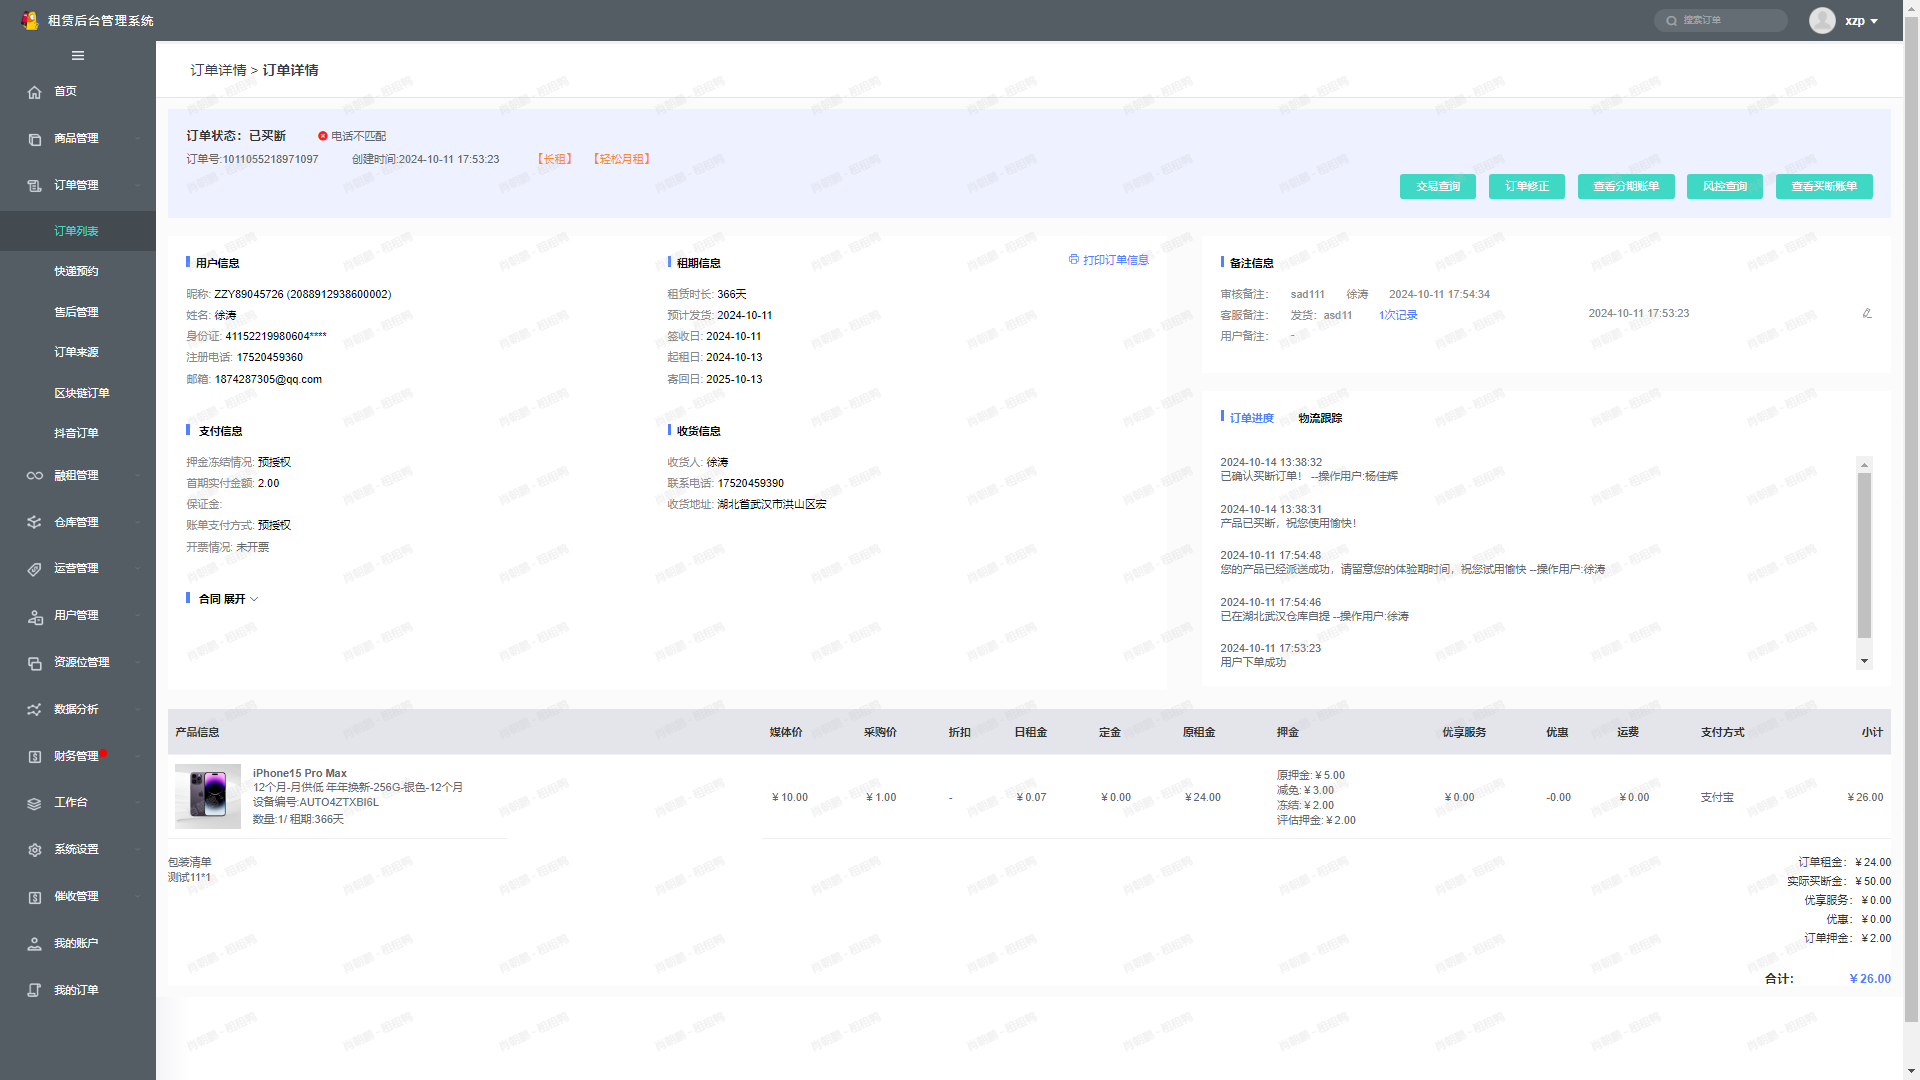 租赁后台管理系统
搜索订单
xzp
首页
商品管理
订单管理
订单列表
快递预约
售后管理
订单来源
区块链订单
抖音订单
融租管理
仓库管理
运营管理
用户管理
资源位管理
数据分析
财务管理
工作台
系统设置
催收管理
我的账户
我的订单
订单详情 > 订单详情
订单状态：已买断 电话不匹配
订单号:1011055218971097 创建时间:2024-10-11 17:53:23 【长租】 【轻松月租】
交易查询 订单修正 查看分期账单 风控查询 查看买断账单
用户信息
昵称: ZZY89045726 (2088912938600002)
姓名: 徐涛
身份证: 41152219980604****
注册电话: 17520459360
邮箱: 1874287305@qq.com
租期信息
打印订单信息
租赁时长: 366天
预计发货: 2024-10-11
签收日: 2024-10-11
起租日: 2024-10-13
寄回日: 2025-10-13
支付信息
押金冻结情况: 预授权
首期实付金额: 2.00
保证金:
账单支付方式: 预授权
开票情况: 未开票
收货信息
收货人: 徐涛
联系电话: 17520459390
收货地址: 湖北省武汉市洪山区宏
合同 展开
备注信息
审核备注： sad111 徐涛 2024-10-11 17:54:34
客服备注： 发货：asd11 1次记录 2024-10-11 17:53:23
用户备注： -
订单进度 物流跟踪
2024-10-14 13:38:32
已确认买断订单！ --操作用户:杨佳辉
2024-10-14 13:38:31
产品已买断，祝您使用愉快！
2024-10-11 17:54:48
您的产品已经派送成功，请留意您的体验期时间，祝您试用愉快 --操作用户:徐涛
2024-10-11 17:54:46
已在湖北武汉仓库自提 --操作用户:徐涛
2024-10-11 17:53:23
用户下单成功
产品信息 媒体价 采购价 折扣 日租金 定金 原租金 押金 优享服务 优惠 运费 支付方式 小计
iPhone15 Pro Max
12个月-月供低 年年换新-256G-银色-12个月
设备编号:AUTO4ZTXBI6L
数量:1/ 租期:366天
￥10.00 ￥1.00 - ￥0.07 ￥0.00 ￥24.00
原押金:￥5.00
减免:￥3.00
冻结:￥2.00
评估押金:￥2.00
￥0.00 -0.00 ￥0.00 支付宝 ￥26.00
包装清单
测试11*1
订单租金：￥24.00
实际买断金：￥50.00
优享服务：￥0.00
优惠：￥0.00
订单押金：￥2.00
合计： ￥26.00